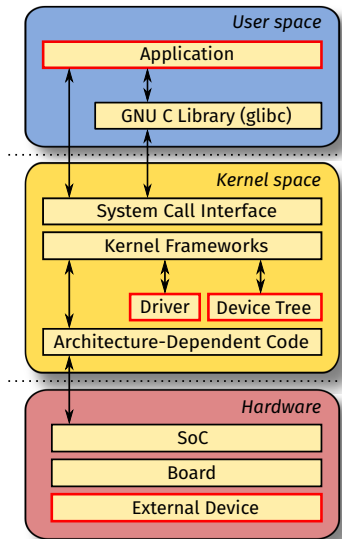 User space
Application
GNU C Library (glibc)
Kernel space
System Call Interface
Kernel Frameworks
Driver
Device Tree
Architecture-Dependent Code
Hardware
SoC
Board
External Device